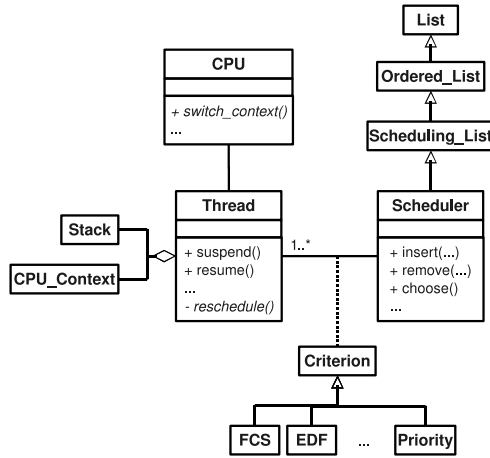 List
CPU
Ordered_List
+ switch_context()
...
Scheduling_List
Thread
Scheduler
Stack
+ suspend()
1..*
+ insert(...)
CPU_Context
+ resume()
+ remove(...)
...
+ choose()
- reschedule()
...
Criterion
FCS
EDF
...
Priority